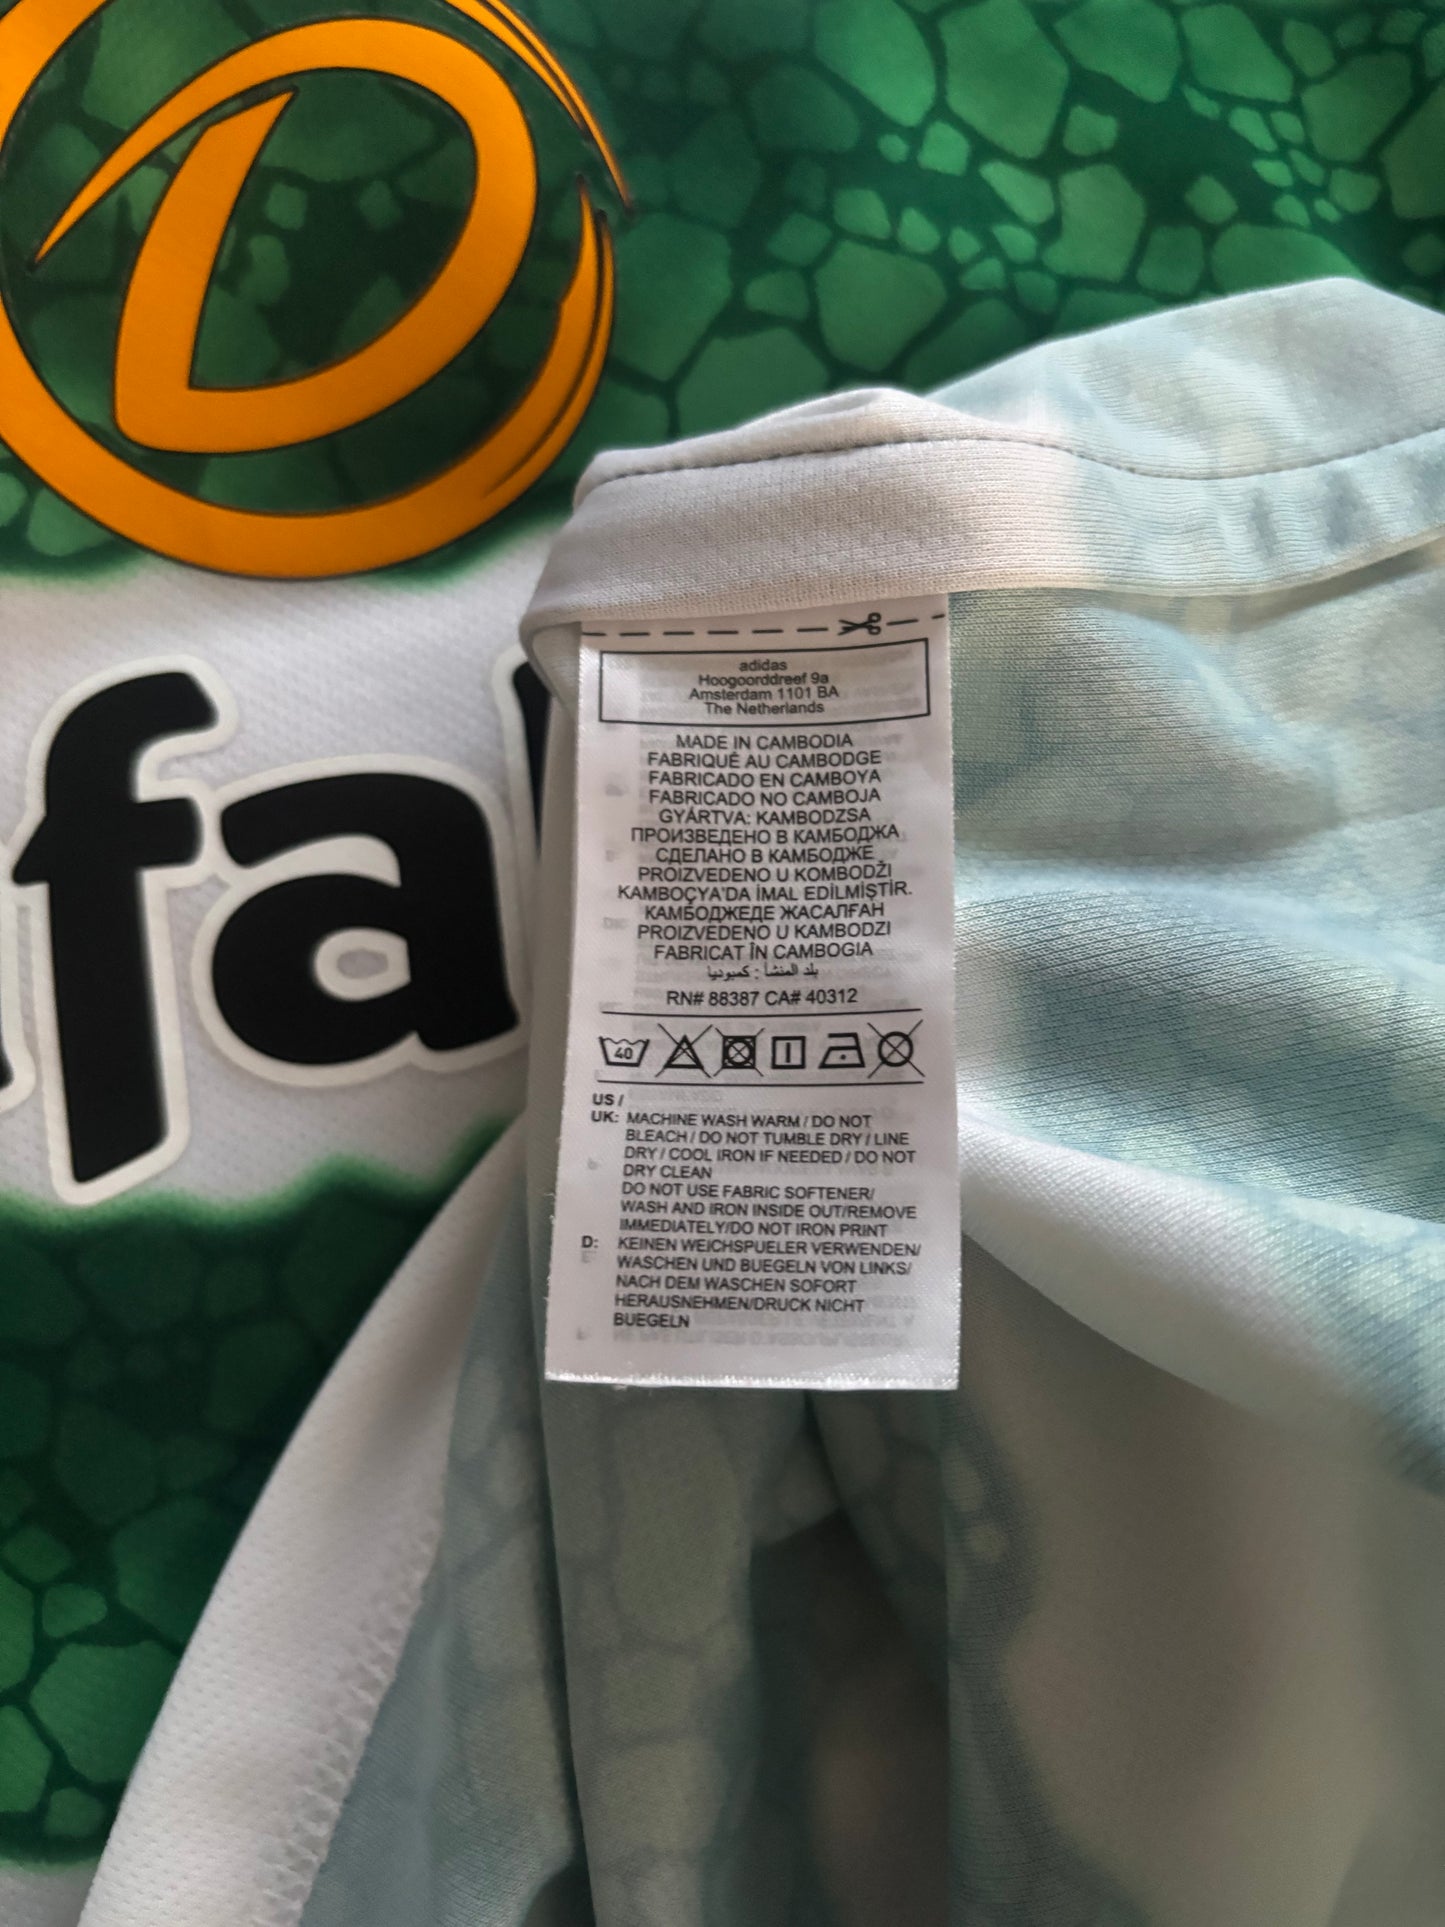 D
fa
adidas
Hoogoorddreef 9a
Amsterdam 1101 BA
The Netherlands
MADE IN CAMBODIA
FABRIQUÉ AU CAMBODGE
FABRICADO EN CAMBOYA
FABRICADO NO CAMBOJA
GYÁRTVA: KAMBODZSA
ПРОИЗВЕДЕНО В КАМБОДЖА
СДЕЛАНО В КАМБОДЖЕ
PROIZVEDENO U KOMBODŽI
KAMBOÇYA'DA İMAL EDİLMİŞTİR.
КАМБОДЖЕДЕ ЖАСАЛҒАН
PROIZVEDENO U KAMBODZI
FABRICAT ÎN CAMBOGIA
بلد المنشأ : كمبوديا
RN# 88387 CA# 40312
40
US /
UK: MACHINE WASH WARM / DO NOT
BLEACH / DO NOT TUMBLE DRY / LINE
DRY / COOL IRON IF NEEDED / DO NOT
DRY CLEAN
DO NOT USE FABRIC SOFTENER/
WASH AND IRON INSIDE OUT/REMOVE
IMMEDIATELY/DO NOT IRON PRINT
D: KEINEN WEICHSPUELER VERWENDEN/
WASCHEN UND BUEGELN VON LINKS/
NACH DEM WASCHEN SOFORT
HERAUSNEHMEN/DRUCK NICHT
BUEGELN